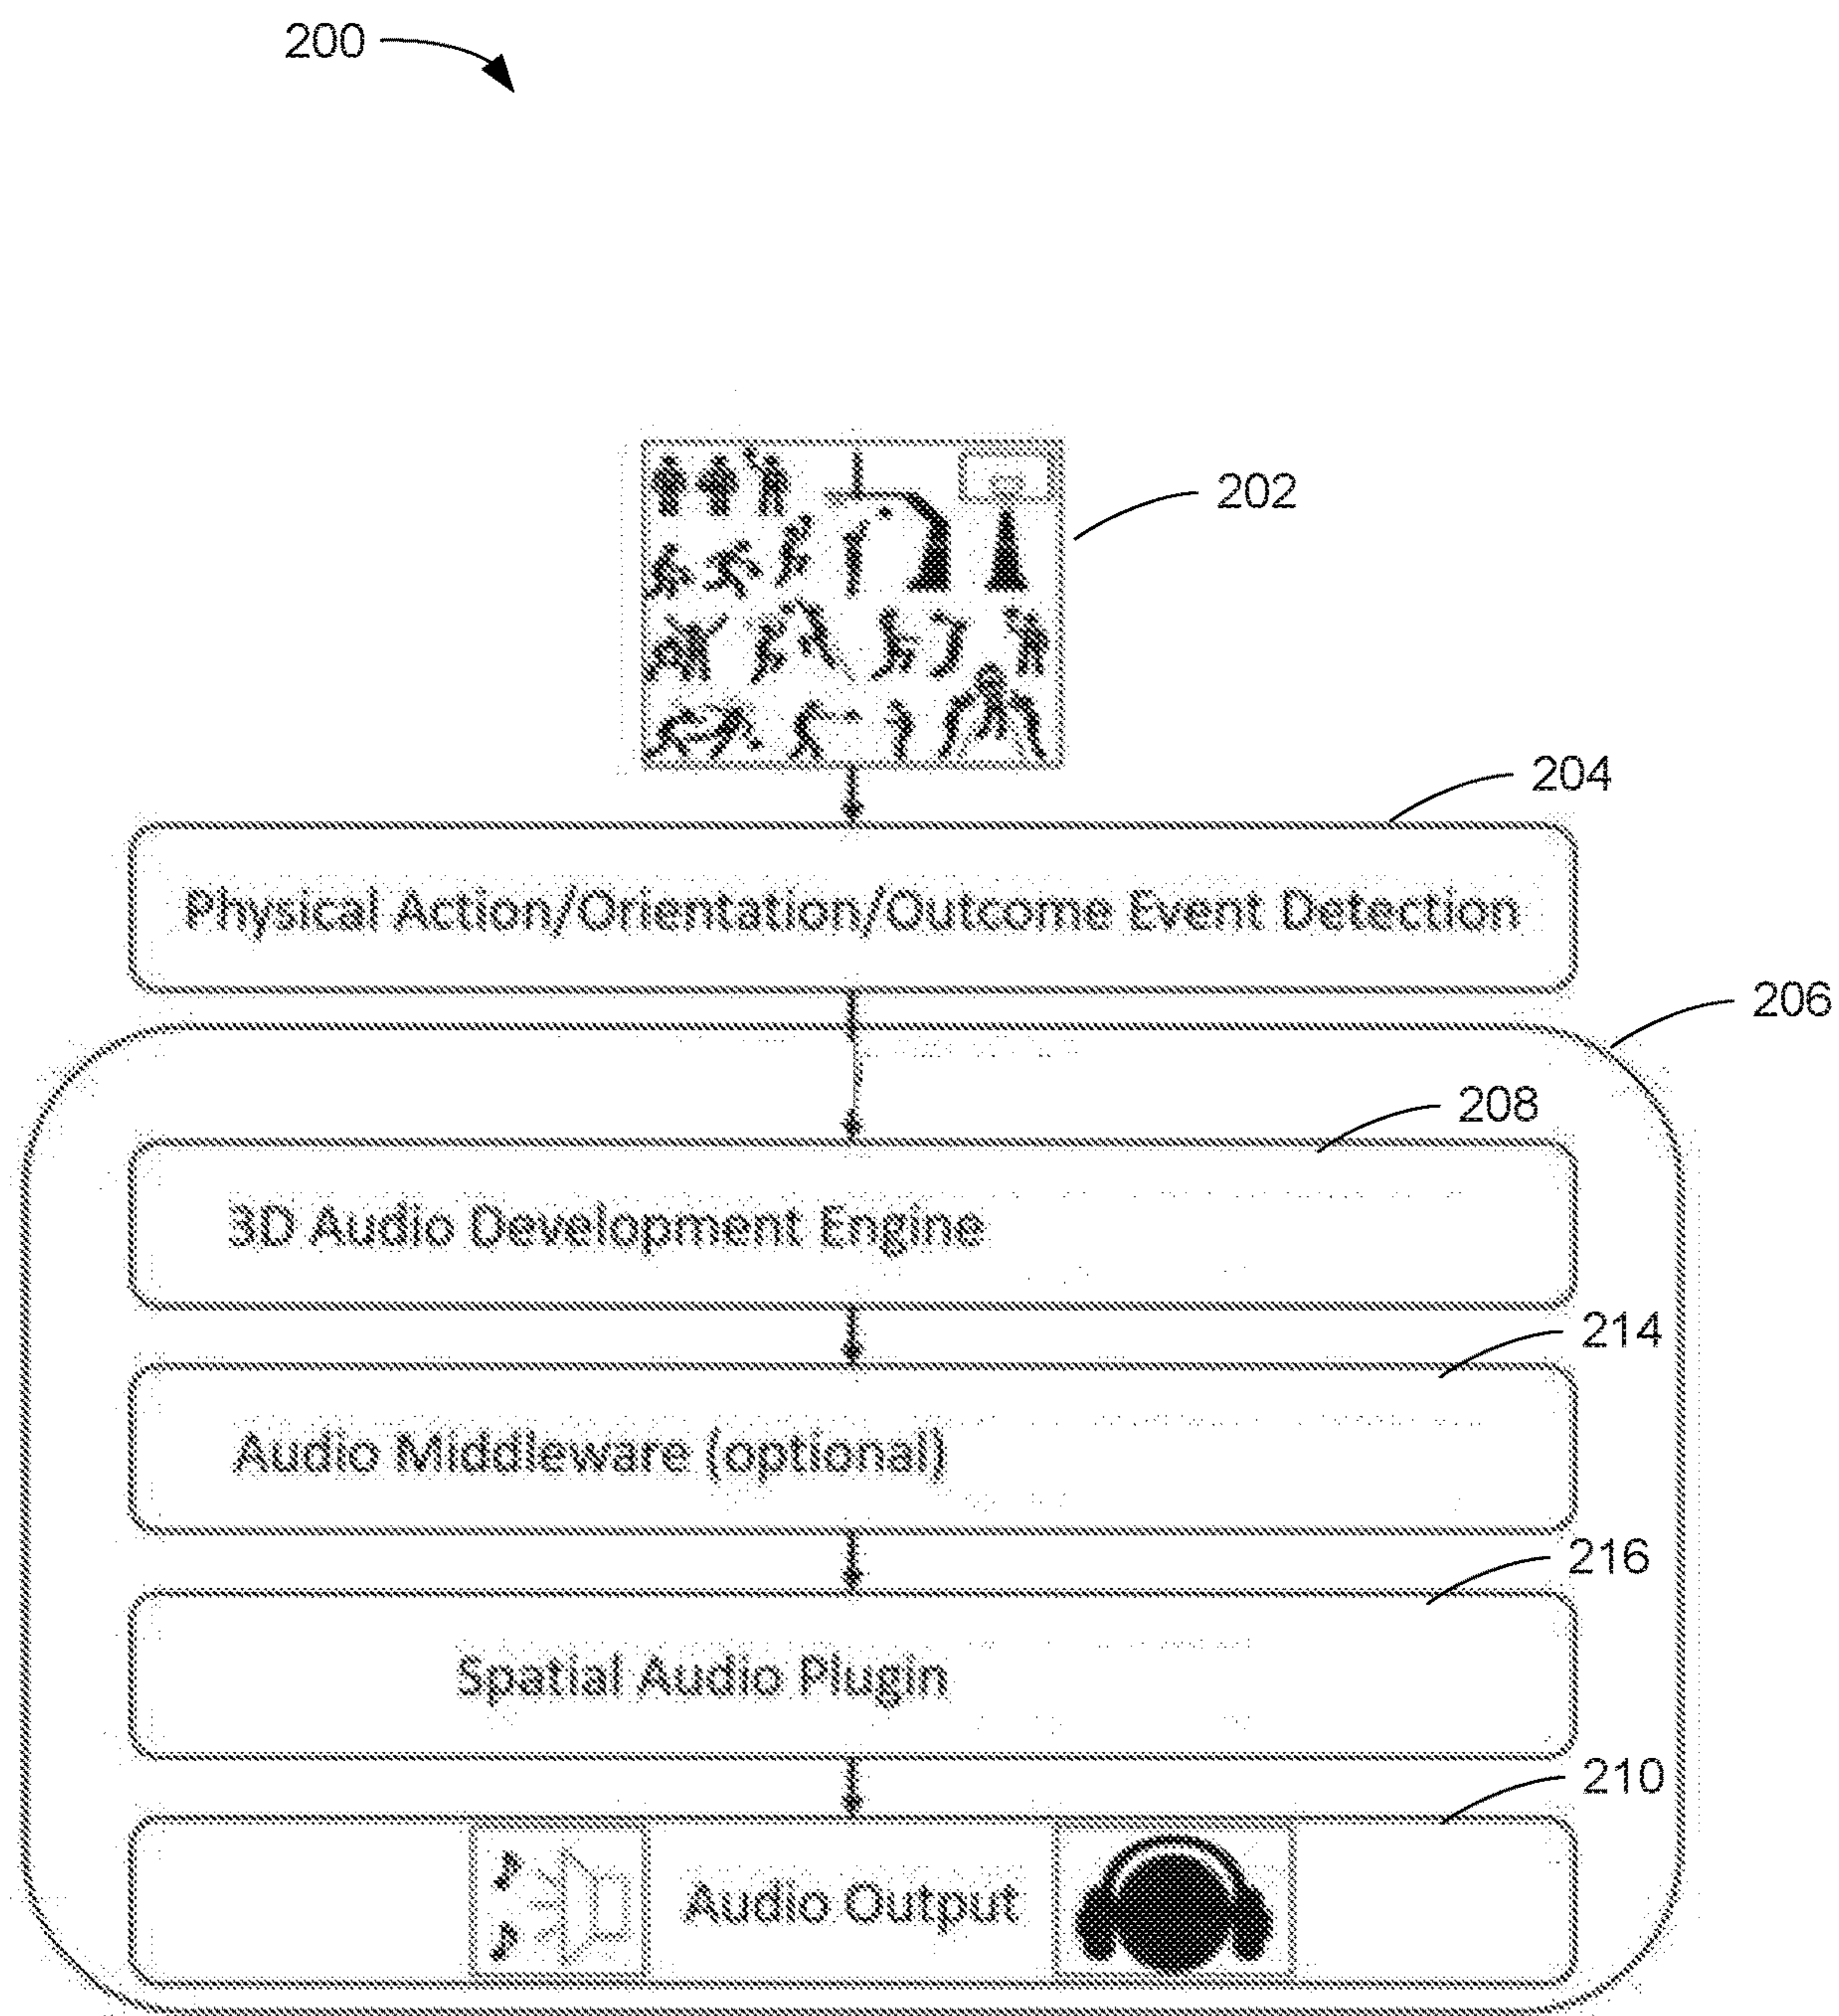 200
202
204
Physical Action/Orientation/Outcome Event Detection
206
208
3D Audio Development Engine
214
Audio Middleware (optional)
216
Spatial Audio Plugin
210
Audio Output